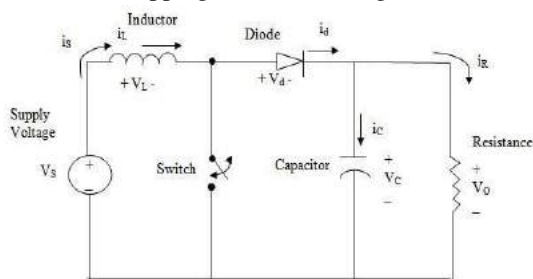 Inductor
Diode
iS
iL
id
iR
+ VL -
+ Vd -
Supply
Voltage
iC
Resistance
VS
+
−
Switch
Capacitor
+
VC
−
+
VO
−